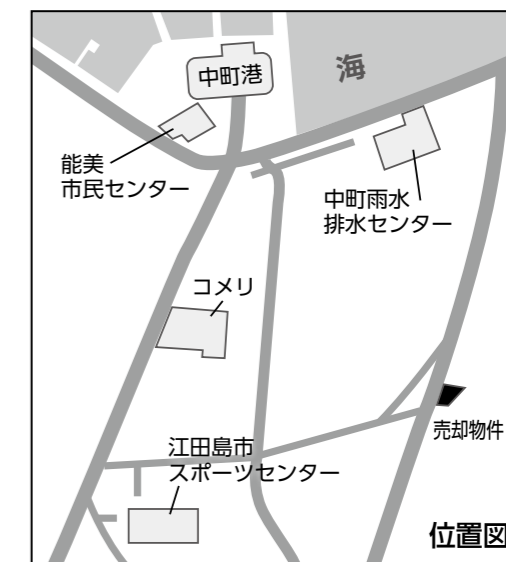 中町港
海
能美
市民センター
中町雨水
排水センター
コメリ
売却物件
江田島市
スポーツセンター
位置図